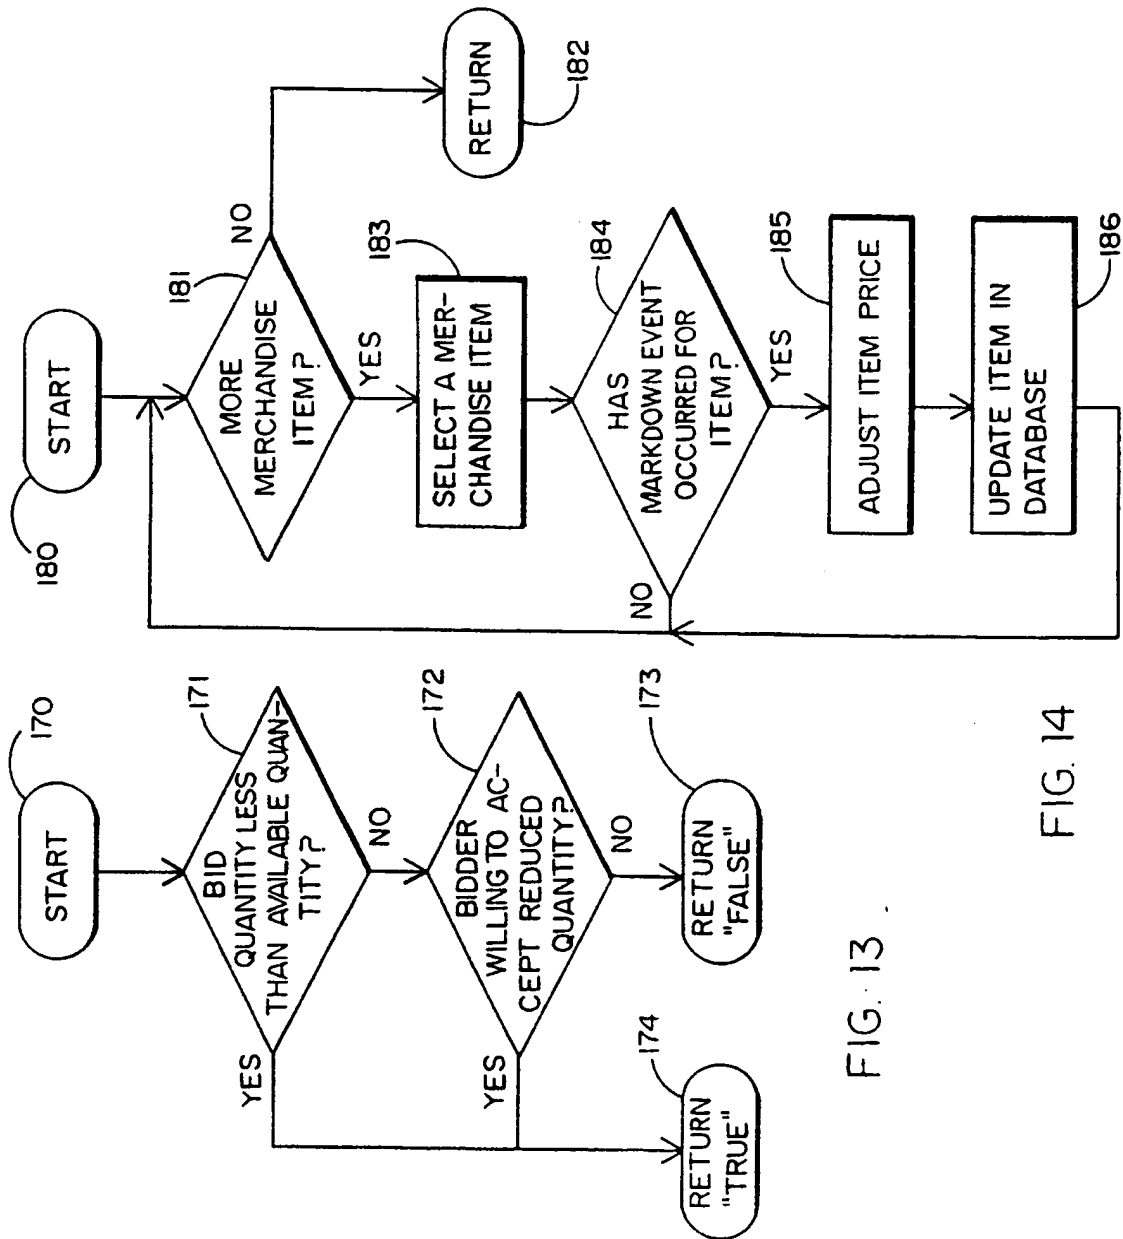 170
START
171
BID
QUANTITY LESS
THAN AVAILABLE QUAN-
TITY?
YES
NO
172
BIDDER
WILLING TO AC-
CEPT REDUCED
QUANTITY?
YES
NO
174
RETURN
"TRUE"
173
RETURN
"FALSE"
FIG. 13
180
START
181
MORE
MERCHANDISE
ITEM?
NO
YES
RETURN
182
183
SELECT A MER-
CHANDISE ITEM
184
HAS
MARKDOWN EVENT
OCCURRED FOR
ITEM?
NO
YES
185
ADJUST ITEM PRICE
UPDATE ITEM IN
DATABASE
186
FIG. 14